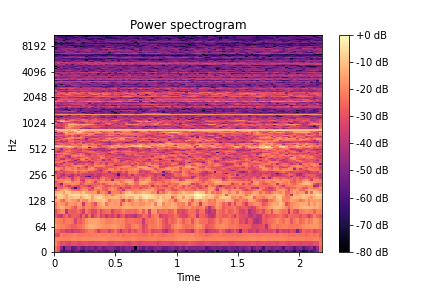 Power spectrogram
8192
4096
2048
1024
512
256
128
64
0
Hz
0
0.5
1
1.5
2
Time
+0 dB
-10 dB
-20 dB
-30 dB
-40 dB
-50 dB
-60 dB
-70 dB
-80 dB